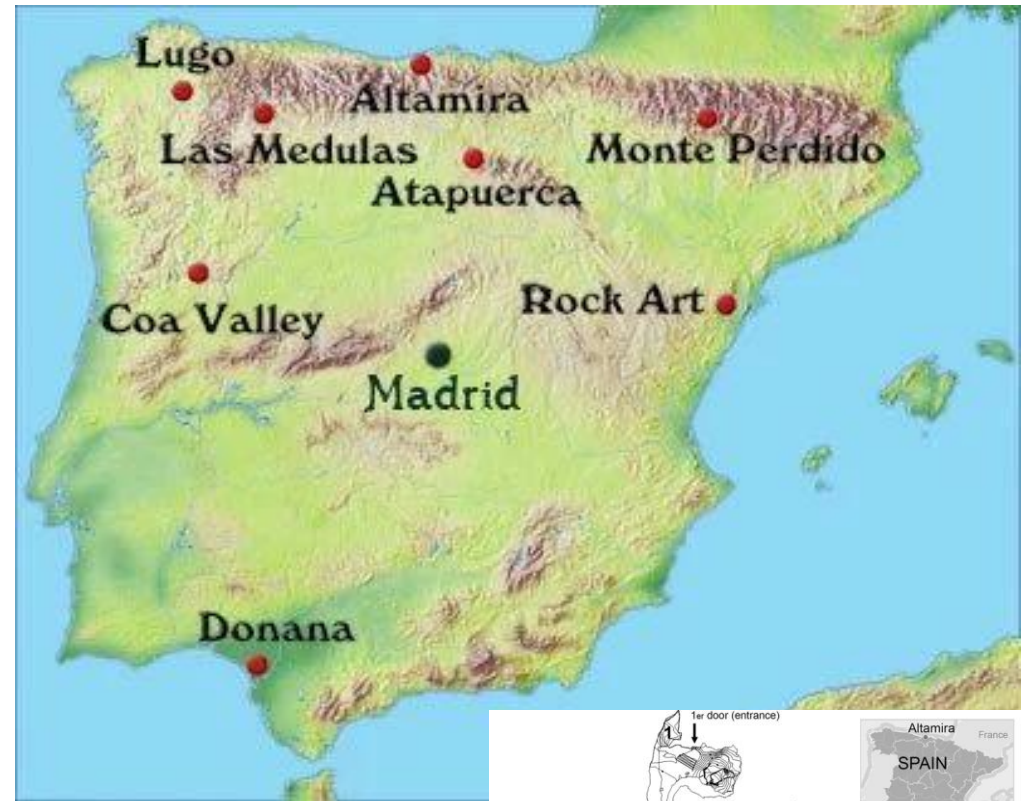 Lugo
Altamira
Las Medulas
Monte Perdido
Atapuerca
Coa Valley
Rock Art
Madrid
Donana
1er door (entrance)
1
Altamira
France
SPAIN